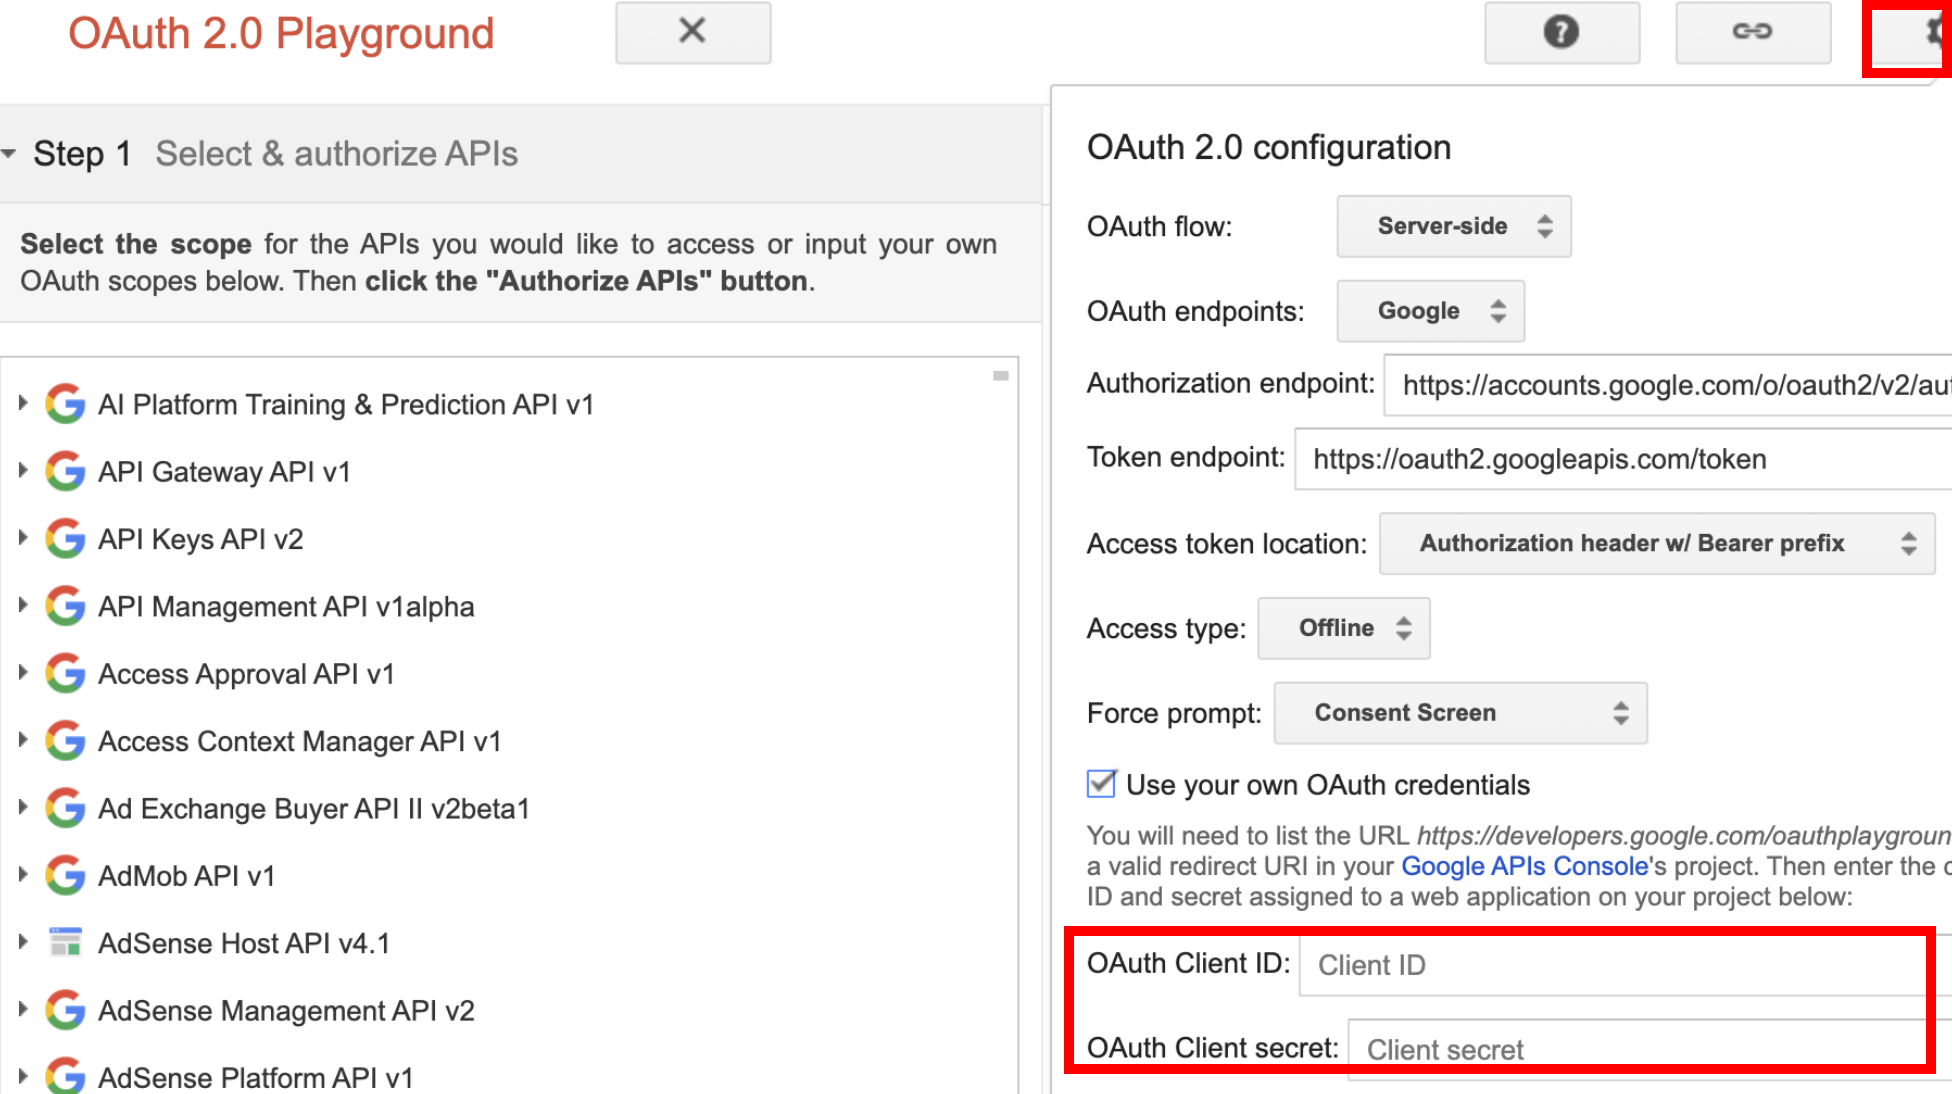 OAuth 2.0 Playground
Step 1 Select & authorize APIs
Select the scope for the APIs you would like to access or input your own
OAuth scopes below. Then click the "Authorize APIs" button.
AI Platform Training & Prediction API v1
API Gateway API v1
API Keys API v2
API Management API v1alpha
Access Approval API v1
Access Context Manager API v1
Ad Exchange Buyer API II v2beta1
AdMob API v1
AdSense Host API v4.1
AdSense Management API v2
AdSense Platform API v1
OAuth 2.0 configuration
OAuth flow: Server-side
OAuth endpoints: Google
Authorization endpoint: https://accounts.google.com/o/oauth2/v2/aut
Token endpoint: https://oauth2.googleapis.com/token
Access token location: Authorization header w/ Bearer prefix
Access type: Offline
Force prompt: Consent Screen
Use your own OAuth credentials
You will need to list the URL https://developers.google.com/oauthplaygroun
a valid redirect URI in your Google APIs Console's project. Then enter the c
ID and secret assigned to a web application on your project below:
OAuth Client ID: Client ID
OAuth Client secret: Client secret